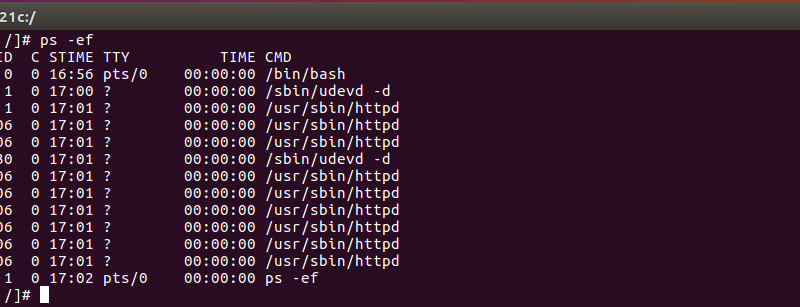 21c:/
/]# ps -ef
ID C STIME TTY TIME CMD
0 0 16:56 pts/0 00:00:00 /bin/bash
1 0 17:00 ? 00:00:00 /sbin/udevd -d
1 0 17:01 ? 00:00:00 /usr/sbin/httpd
06 0 17:01 ? 00:00:00 /usr/sbin/httpd
06 0 17:01 ? 00:00:00 /usr/sbin/httpd
30 0 17:01 ? 00:00:00 /sbin/udevd -d
06 0 17:01 ? 00:00:00 /usr/sbin/httpd
06 0 17:01 ? 00:00:00 /usr/sbin/httpd
06 0 17:01 ? 00:00:00 /usr/sbin/httpd
06 0 17:01 ? 00:00:00 /usr/sbin/httpd
06 0 17:01 ? 00:00:00 /usr/sbin/httpd
06 0 17:01 ? 00:00:00 /usr/sbin/httpd
1 0 17:02 pts/0 00:00:00 ps -ef
/]#